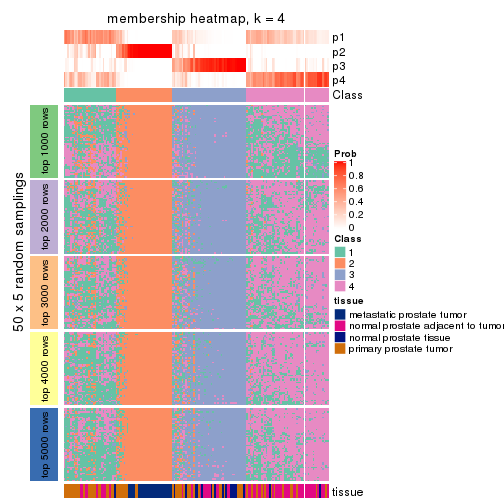 membership heatmap, k = 4
p1
p2
p3
p4
Class
50 x 5 random samplings
top 1000 rows
top 2000 rows
top 3000 rows
top 4000 rows
top 5000 rows
tissue
Prob
1
0.8
0.6
0.4
0.2
0
Class
1
2
3
4
tissue
metastatic prostate tumor
normal prostate adjacent to tumor
normal prostate tissue
primary prostate tumor